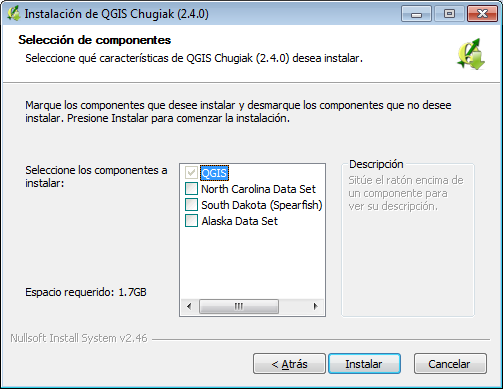 Instalación de QGIS Chugiak (2.4.0)
Selección de componentes
Seleccione qué características de QGIS Chugiak (2.4.0) desea instalar.
Marque los componentes que desee instalar y desmarque los componentes que no desee
instalar. Presione Instalar para comenzar la instalación.
Seleccione los componentes a
instalar:
QGIS
North Carolina Data Set
South Dakota (Spearfish)
Alaska Data Set
Descripción
Sitúe el ratón encima de
un componente para
ver su descripción.
Espacio requerido: 1.7GB
Nullsoft Install System v2.46
< Atrás
Instalar
Cancelar